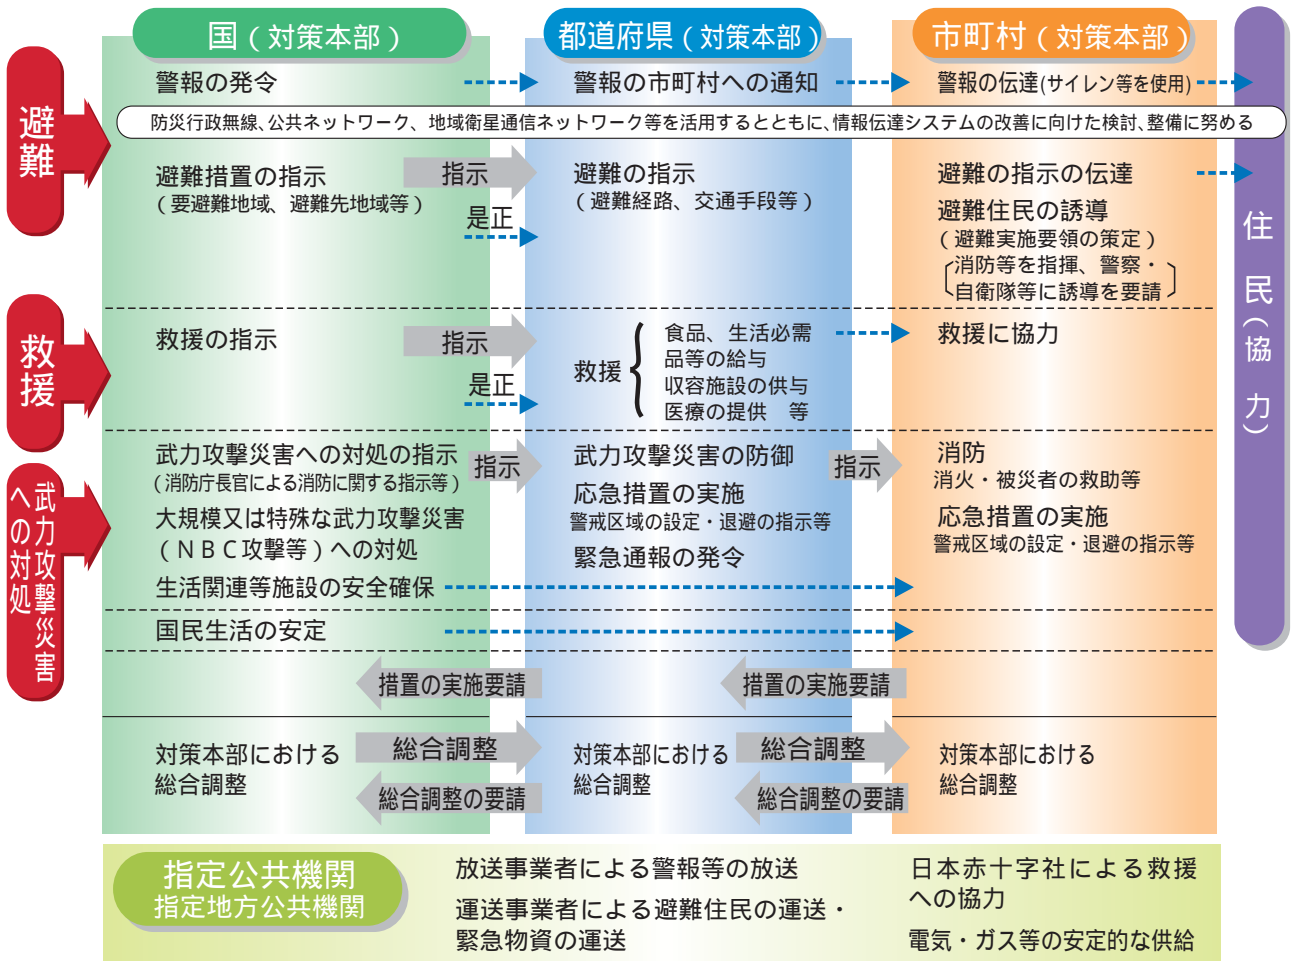 国（対策本部）
都道府県（対策本部）
市町村（対策本部）
避難
警報の発令
警報の市町村への通知
警報の伝達(サイレン等を使用)
防災行政無線、公共ネットワーク、地域衛星通信ネットワーク等を活用するとともに、情報伝達システムの改善に向けた検討、整備に努める
避難措置の指示
（要避難地域、避難先地域等）
指示
是正
避難の指示
（避難経路、交通手段等）
避難の指示の伝達
避難住民の誘導
（避難実施要領の策定）
〔消防等を指揮、警察・
自衛隊等に誘導を要請〕
住民（協力）
救援
救援の指示
指示
是正
救援
食品、生活必需
品等の給与
収容施設の供与
医療の提供　等
救援に協力
武力攻撃災害
への対処
武力攻撃災害への対処の指示
（消防庁長官による消防に関する指示等）
指示
大規模又は特殊な武力攻撃災害
（ＮＢＣ攻撃等）への対処
生活関連等施設の安全確保
武力攻撃災害の防御
応急措置の実施
警戒区域の設定・退避の指示等
緊急通報の発令
指示
消防
消火・被災者の救助等
応急措置の実施
警戒区域の設定・退避の指示等
国民生活の安定
措置の実施要請
措置の実施要請
対策本部における
総合調整
総合調整
総合調整の要請
対策本部における
総合調整
総合調整
総合調整の要請
対策本部における
総合調整
指定公共機関
指定地方公共機関
放送事業者による警報等の放送
運送事業者による避難住民の運送・
緊急物資の運送
日本赤十字社による救援
への協力
電気・ガス等の安定的な供給